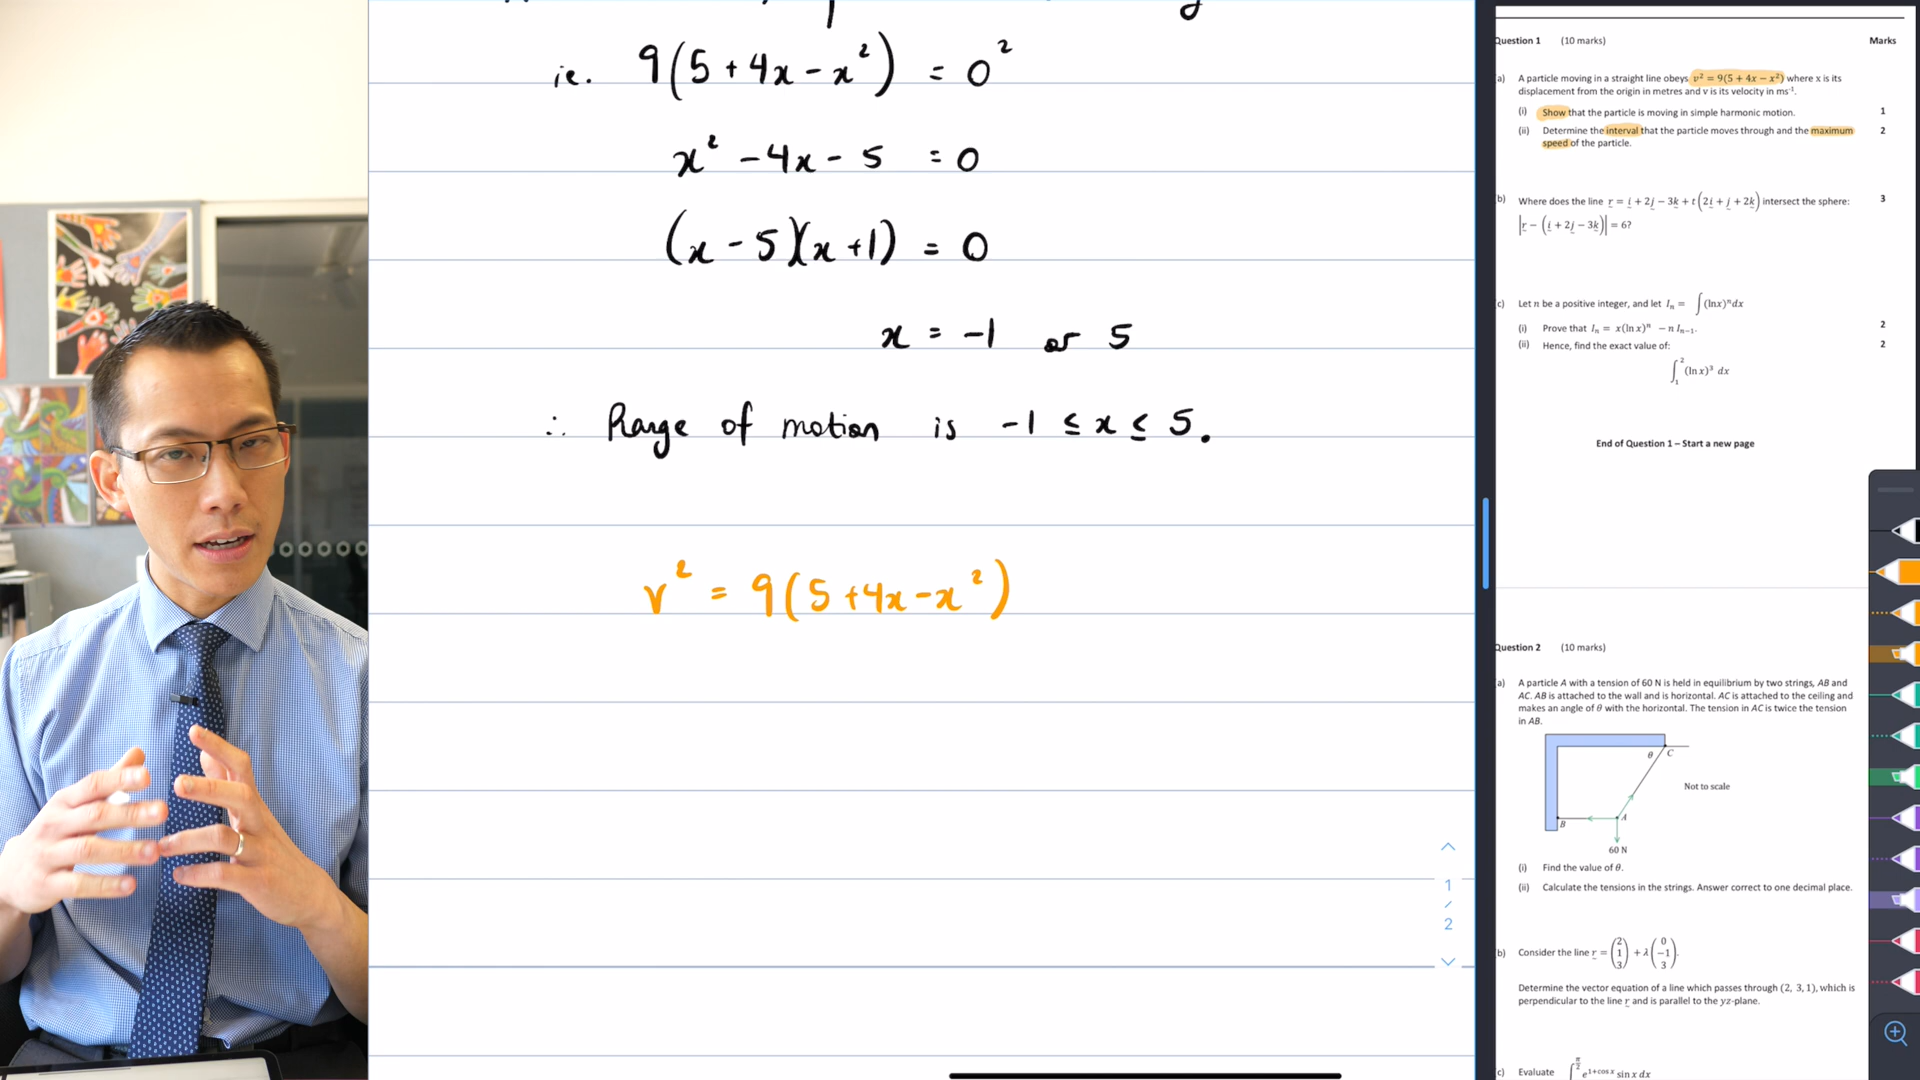 ie. 9(5 + 4x - x²) = 0²
x² - 4x - 5 = 0
(x - 5)(x + 1) = 0
x = -1 or 5
∴ Range of motion is -1 ≤ x ≤ 5.
v² = 9(5 + 4x - x²)
1
/
2
Question 1 (10 marks) Marks
a) A particle moving in a straight line obeys v² = 9(5 + 4x − x²) where x is its
displacement from the origin in metres and v is its velocity in ms⁻¹.
(i) Show that the particle is moving in simple harmonic motion. 1
(ii) Determine the interval that the particle moves through and the maximum 2
speed of the particle.
b) Where does the line r = i + 2j − 3k + t(2i + j + 2k) intersect the sphere: 3
|r − (i + 2j − 3k)| = 6?
c) Let n be a positive integer, and let Iₙ = ∫(lnx)ⁿdx
(i) Prove that Iₙ = x(ln x)ⁿ − n Iₙ₋₁. 2
(ii) Hence, find the exact value of: 2
∫₁² (ln x)³ dx
End of Question 1 – Start a new page
Question 2 (10 marks)
a) A particle A with a tension of 60 N is held in equilibrium by two strings, AB and
AC. AB is attached to the wall and is horizontal. AC is attached to the ceiling and
makes an angle of θ with the horizontal. The tension in AC is twice the tension
in AB.
θ C
Not to scale
B A
60 N
(i) Find the value of θ.
(ii) Calculate the tensions in the strings. Answer correct to one decimal place.
b) Consider the line r = (2 1 3) + λ(0 −1 3).
Determine the vector equation of a line which passes through (2, 3, 1), which is
perpendicular to the line r and is parallel to the yz-plane.
c) Evaluate ∫ e^(1+cos x) sin x dx